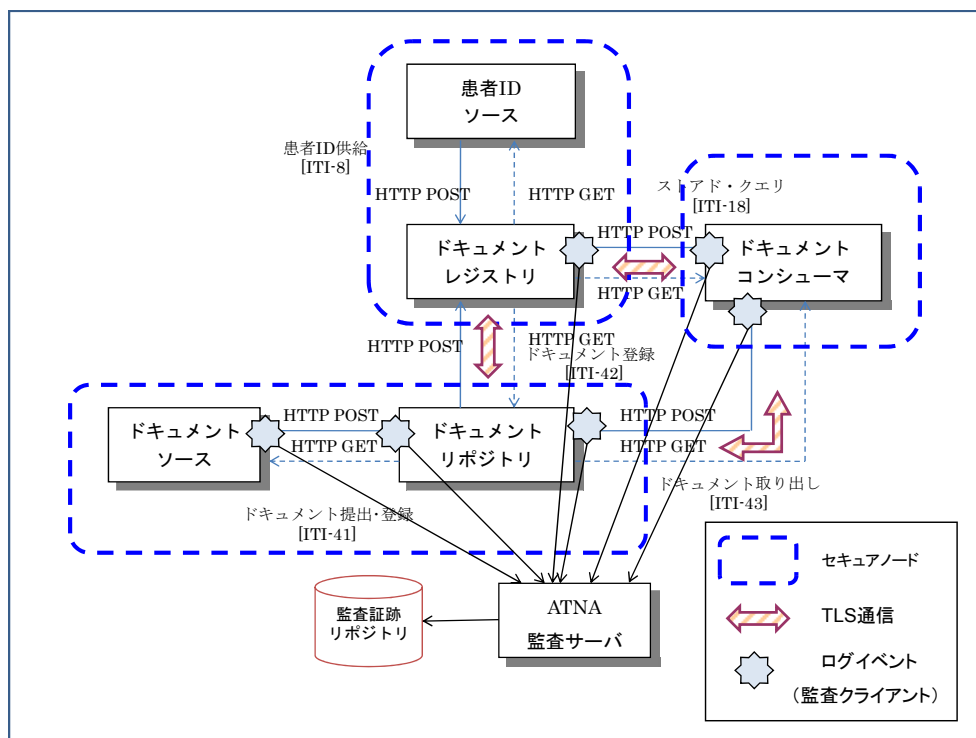 患者ID
ソース
患者ID供給
[ITI-8]
HTTP POST
HTTP GET
ストアド・クエリ
[ITI-18]
ドキュメント
レジストリ
HTTP POST
HTTP GET
ドキュメント
コンシューマ
HTTP POST
HTTP GET
ドキュメント登録
[ITI-42]
ドキュメント
ソース
HTTP POST
HTTP GET
ドキュメント
リポジトリ
HTTP POST
HTTP GET
ドキュメント取り出し
[ITI-43]
ドキュメント提出・登録
[ITI-41]
監査証跡
リポジトリ
ATNA
監査サーバ
セキュアノード
TLS通信
ログイベント
（監査クライアント）